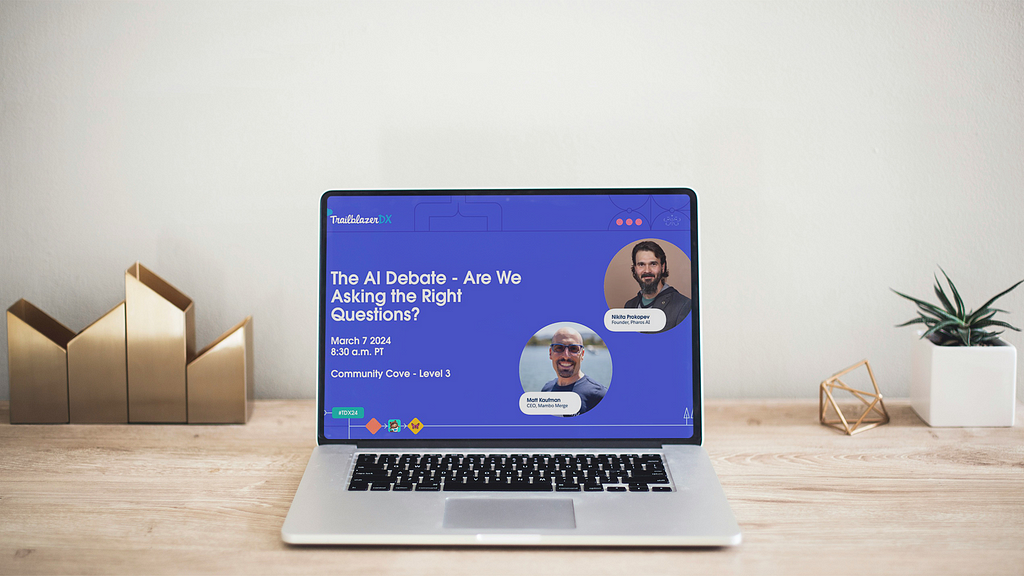 TrailblazerDX
The AI Debate - Are We
Asking the Right
Questions?
March 7 2024
8:30 a.m. PT
Community Cove - Level 3
Nikita Prokopev
Founder, Pharos AI
Matt Kaufman
CEO, Mambo Merge
#TDX24